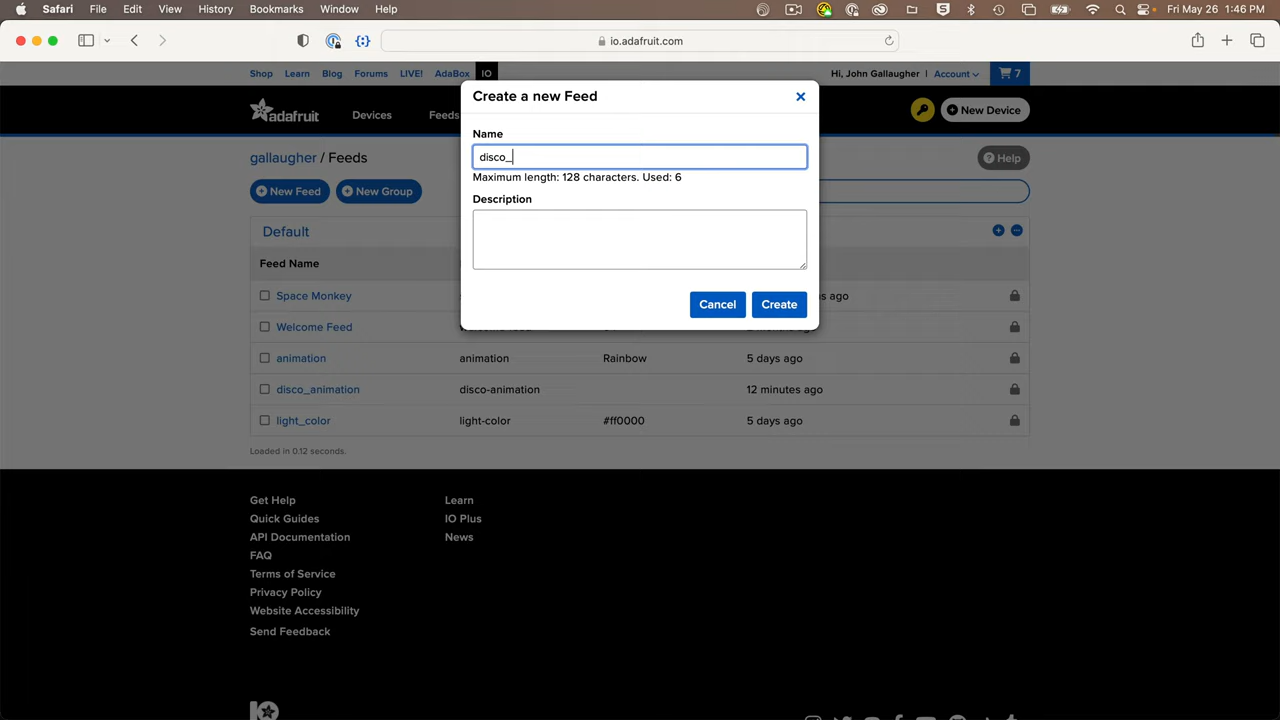 Safari File Edit View History Bookmarks Window Help Fri May 26 1:46 PM
io.adafruit.com
Shop Learn Blog Forums LIVE! AdaBox IO Hi, John Gallaugher Account 7
adafruit Devices Feeds New Device
Create a new Feed
gallaugher / Feeds Help
Name
disco_
Maximum length: 128 characters. Used: 6
New Feed New Group
Description
Default
Feed Name
Cancel Create
Space Monkey
Welcome Feed
animation animation Rainbow 5 days ago
disco_animation disco-animation 12 minutes ago
light_color light-color #ff0000 5 days ago
Loaded in 0.12 seconds.
Get Help Learn
Quick Guides IO Plus
API Documentation News
FAQ
Terms of Service
Privacy Policy
Website Accessibility
Send Feedback